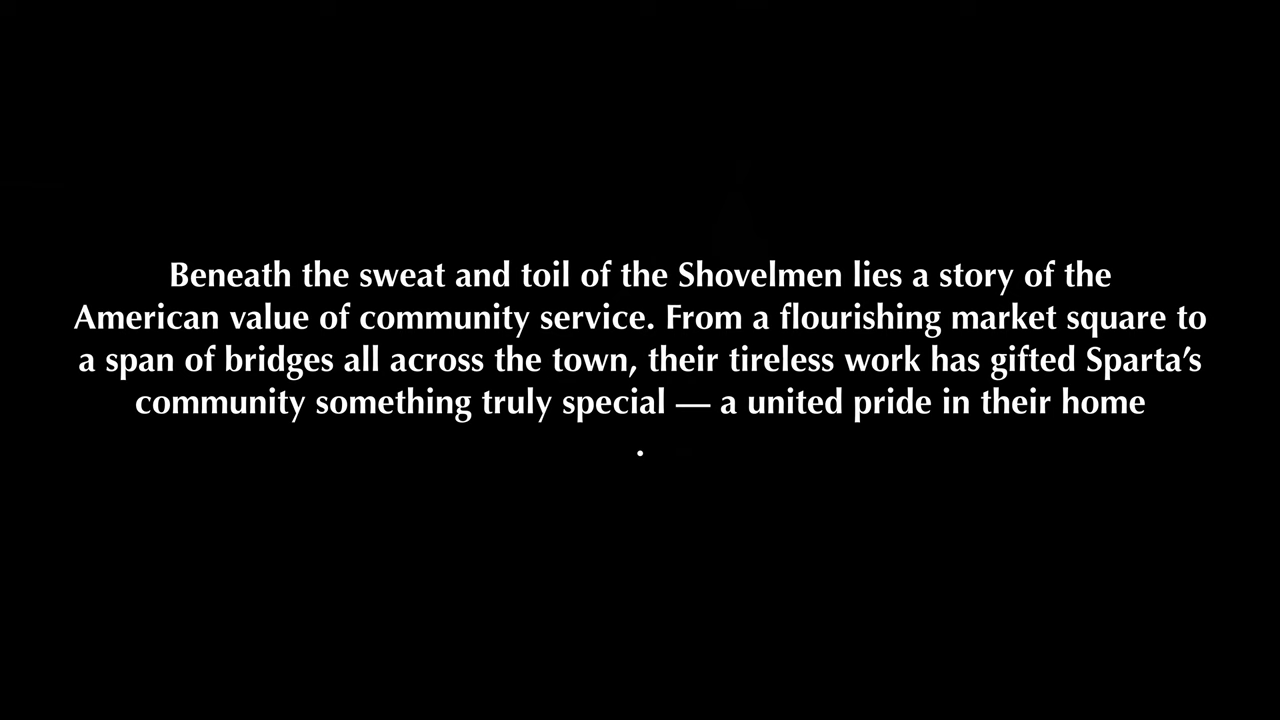 Beneath the sweat and toil of the Shovelmen lies a story of the
American value of community service. From a flourishing market square to
a span of bridges all across the town, their tireless work has gifted Sparta’s
community something truly special — a united pride in their home
.